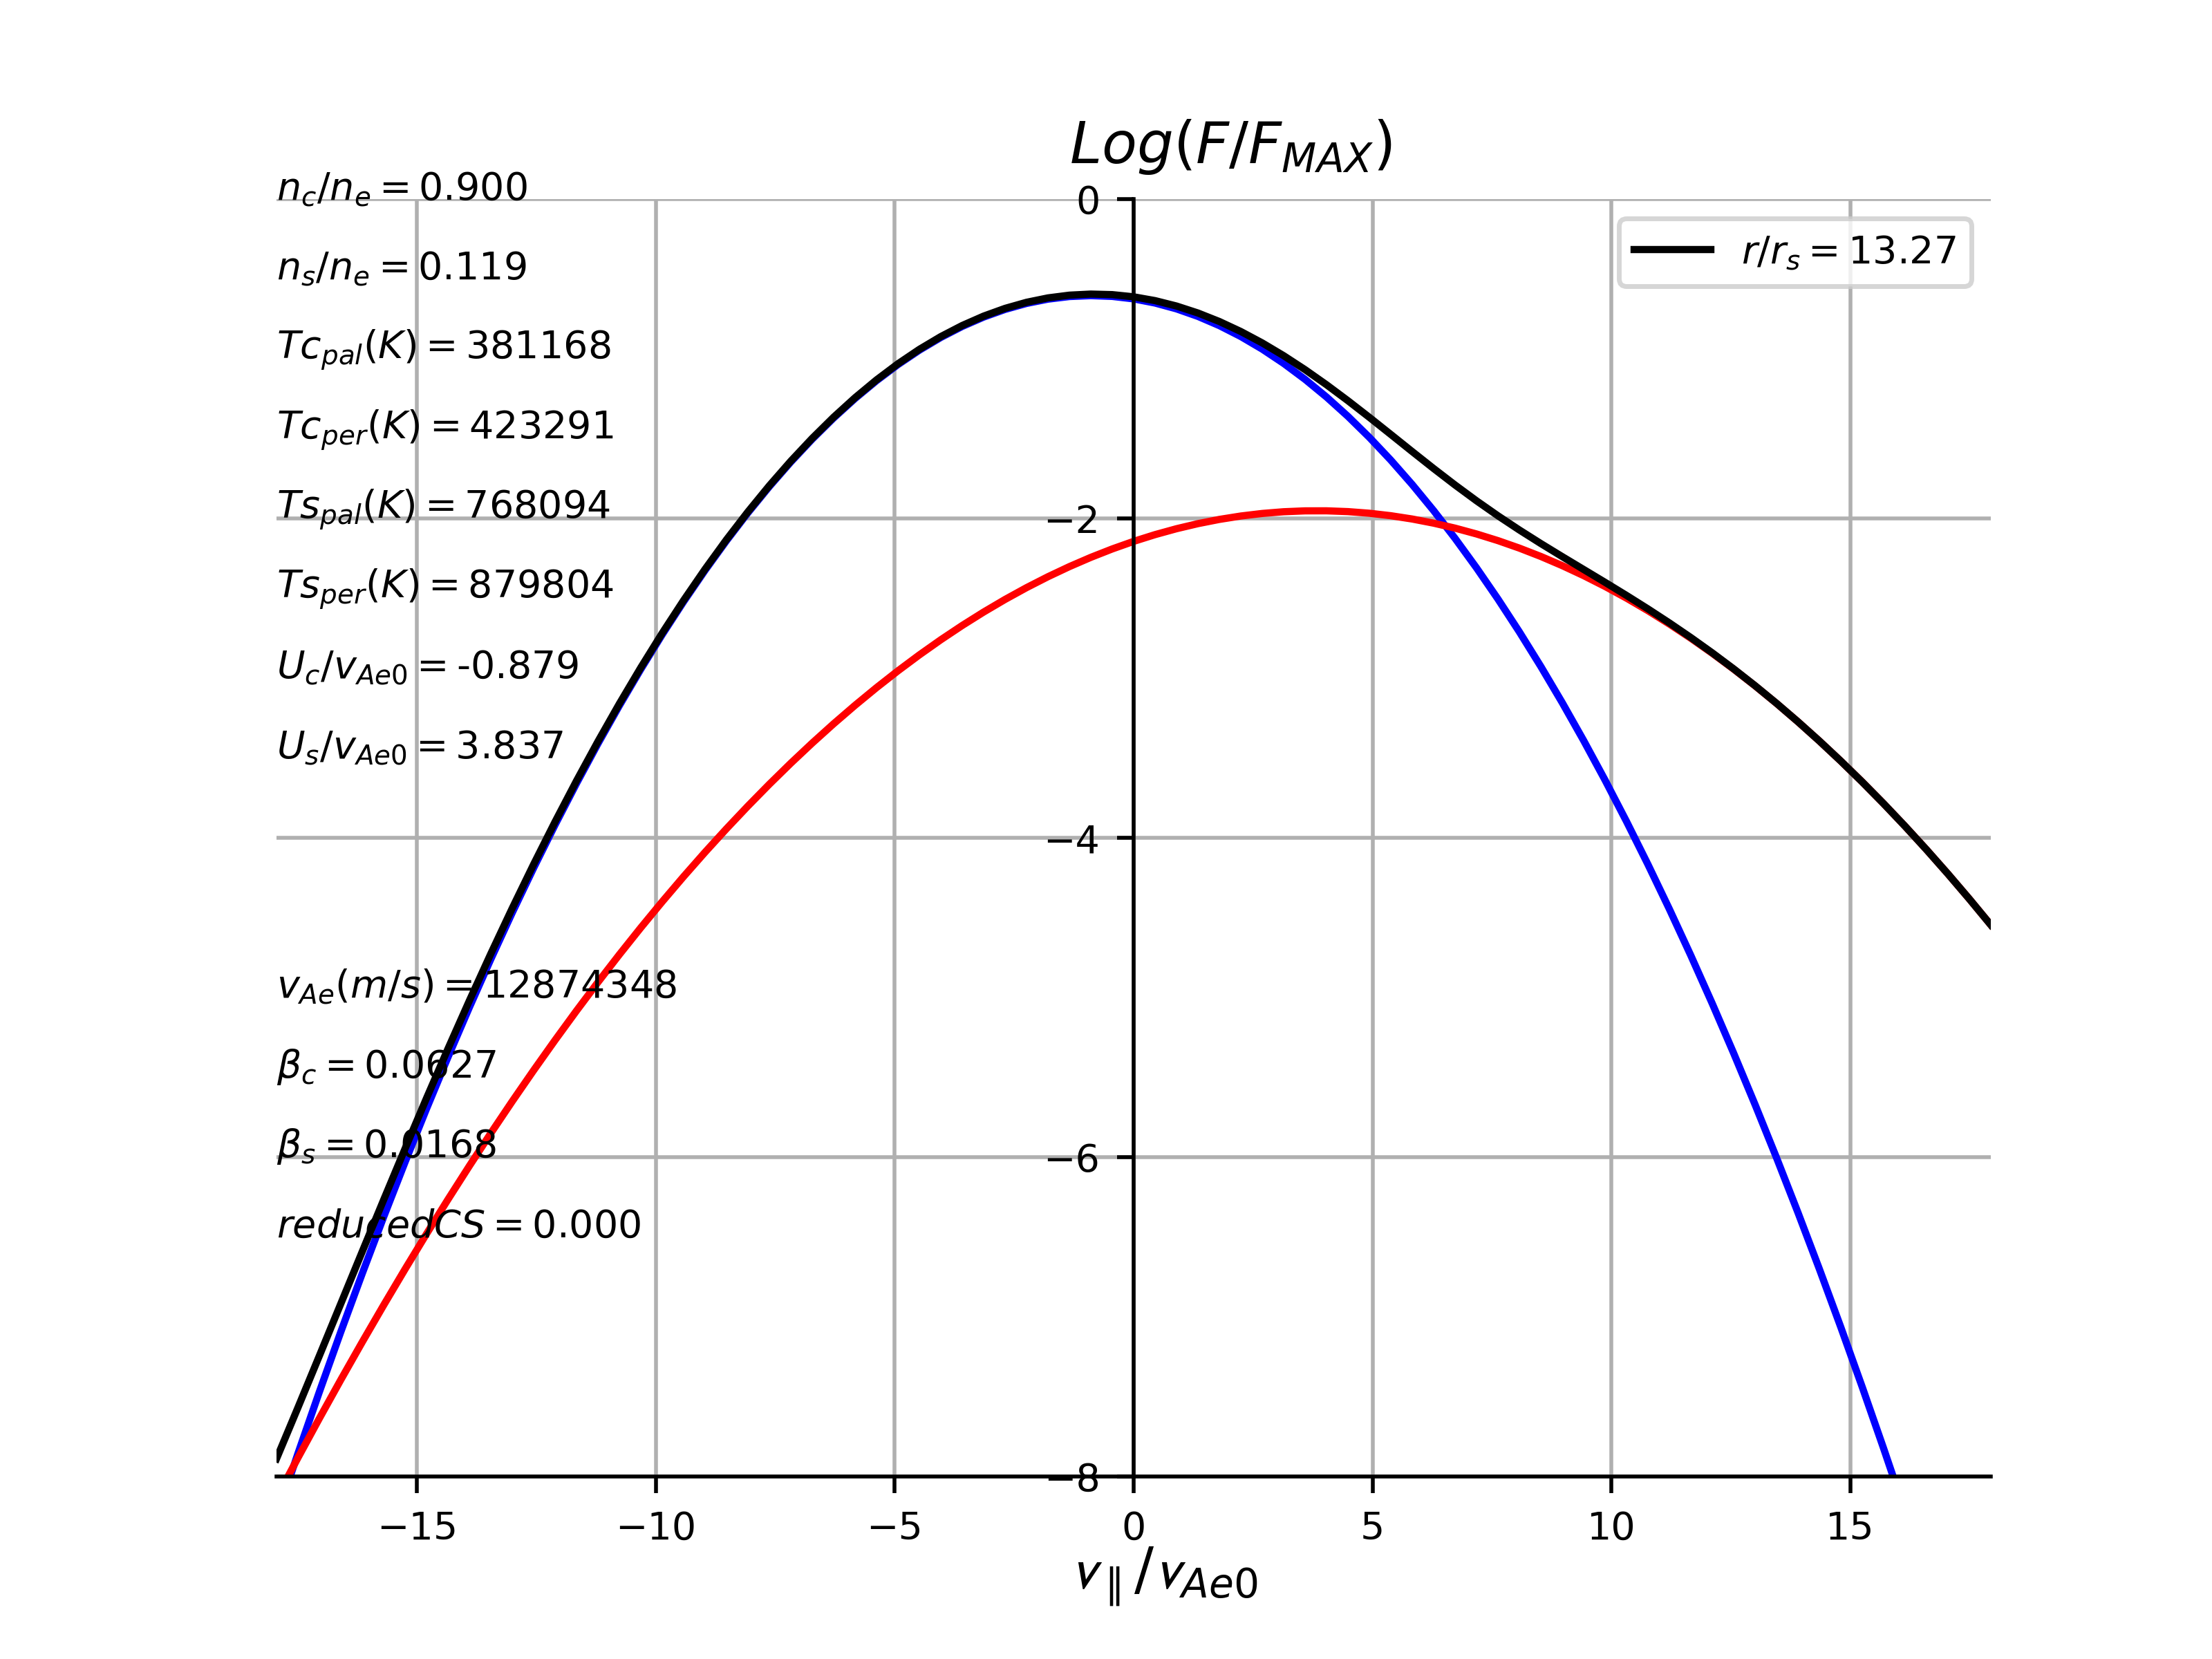 Log(F/F_MAX)
n_c/n_e = 0.900
n_s/n_e = 0.119
Tc_pal(K) = 381168
Tc_per(K) = 423291
Ts_pal(K) = 768094
Ts_per(K) = 879804
U_c/v_Ae0 = -0.879
U_s/v_Ae0 = 3.837
v_Ae(m/s) = 12874348
β_c = 0.0627
β_s = 0.0168
reducedCS = 0.000
r/r_s = 13.27
0
−2
−4
−6
−8
−15 −10 −5 0 5 10 15
v_∥/v_Ae0